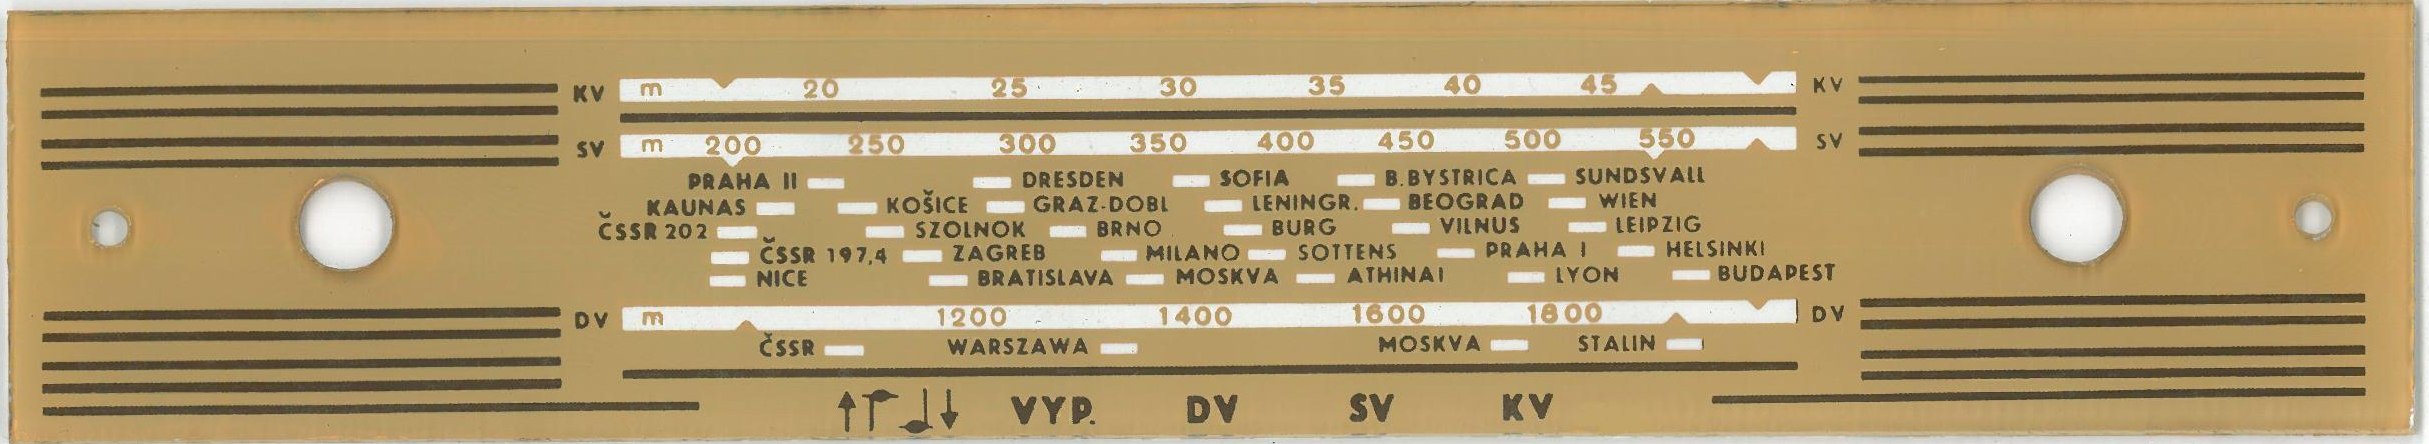 KV m 20 25 30 35 40 45 KV
SV m 200 250 300 350 400 450 500 550 SV
PRAHA II DRESDEN SOFIA B.BYSTRICA SUNDSVALL
KAUNAS KOŠICE GRAZ-DOBL LENINGR. BEOGRAD WIEN
ČSSR 202 SZOLNOK BRNO BURG VILNUS LEIPZIG
ČSSR 197,4 ZAGREB MILANO SOTTENS PRAHA I HELSINKI
NICE BRATISLAVA MOSKVA ATHINAI LYON BUDAPEST
DV m 1200 1400 1600 1800 DV
ČSSR WARSZAWA MOSKVA STALIN
VYP. DV SV KV